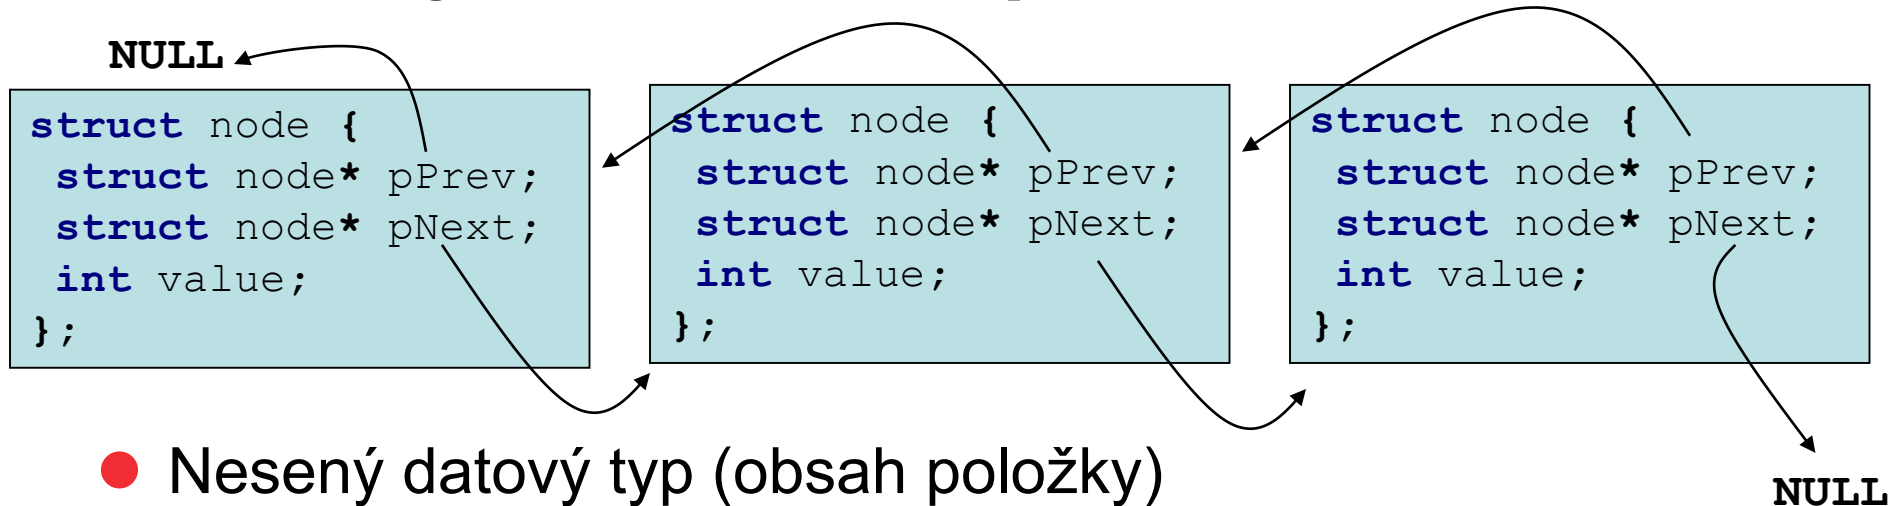 NULL
struct node {
struct node* pPrev;
struct node* pNext;
int value;
};
struct node {
struct node* pPrev;
struct node* pNext;
int value;
};
struct node {
struct node* pPrev;
struct node* pNext;
int value;
};
Nesený datový typ (obsah položky)
NULL